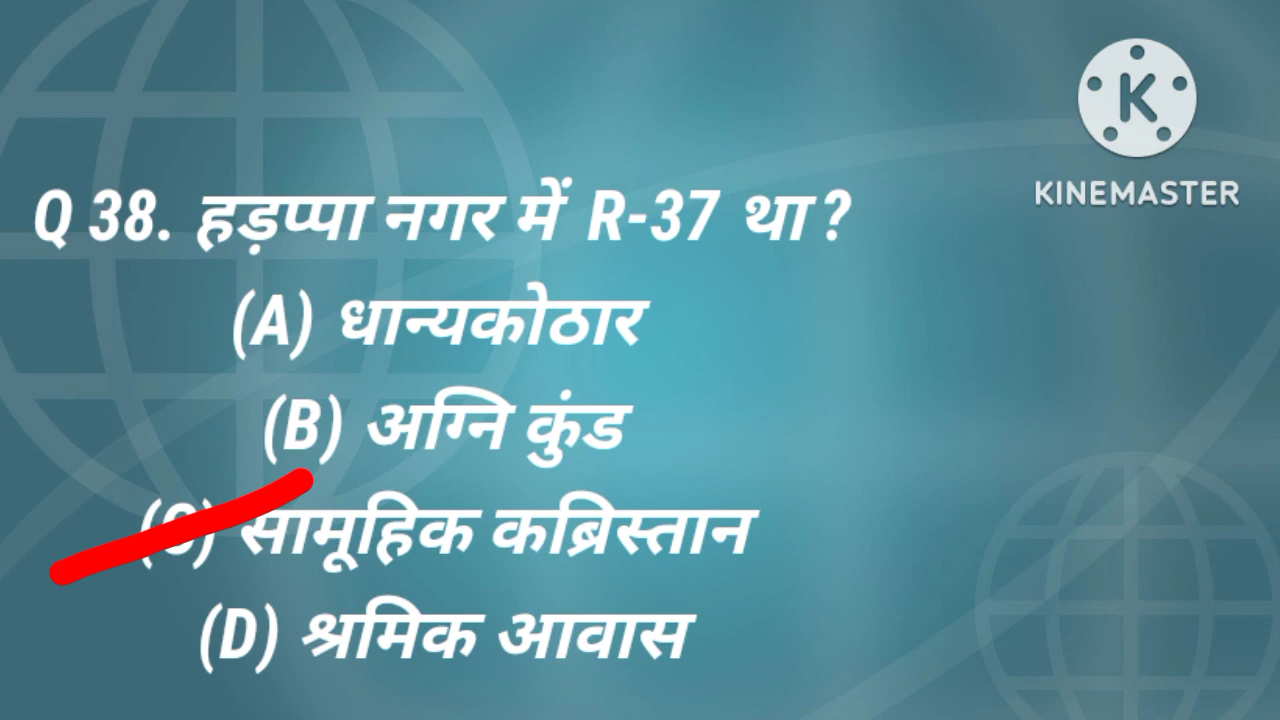 K
KINEMASTER
Q 38. हड़प्पा नगर में R-37 था?
(A) धान्यकोठार
(B) अग्नि कुंड
(C) सामूहिक कब्रिस्तान
(D) श्रमिक आवास